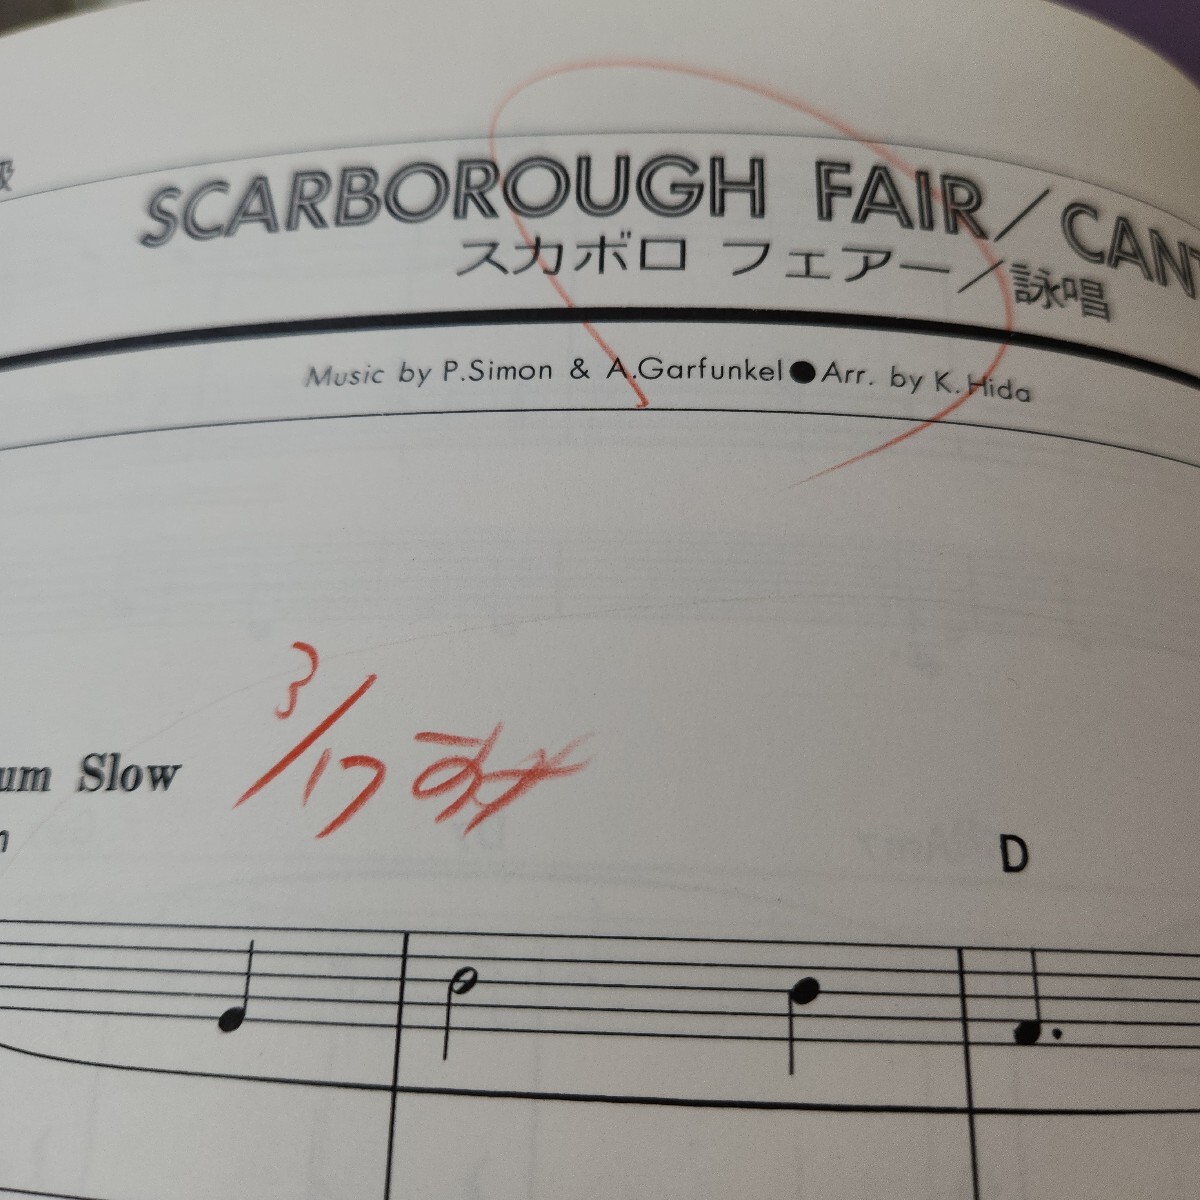 級
SCARBOROUGH FAIR/CANT
スカボロ フェアー/詠唱
Music by P.Simon & A.Garfunkel●Arr. by K.Hida
3/17
um Slow
D